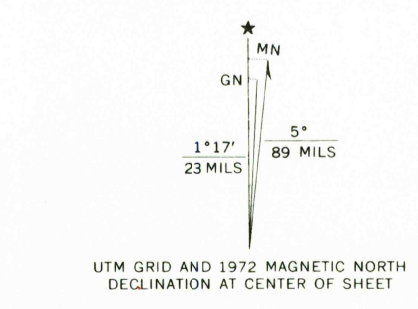 ★
MN
GN
1°17′
23 MILS
5°
89 MILS
UTM GRID AND 1972 MAGNETIC NORTH
DECLINATION AT CENTER OF SHEET